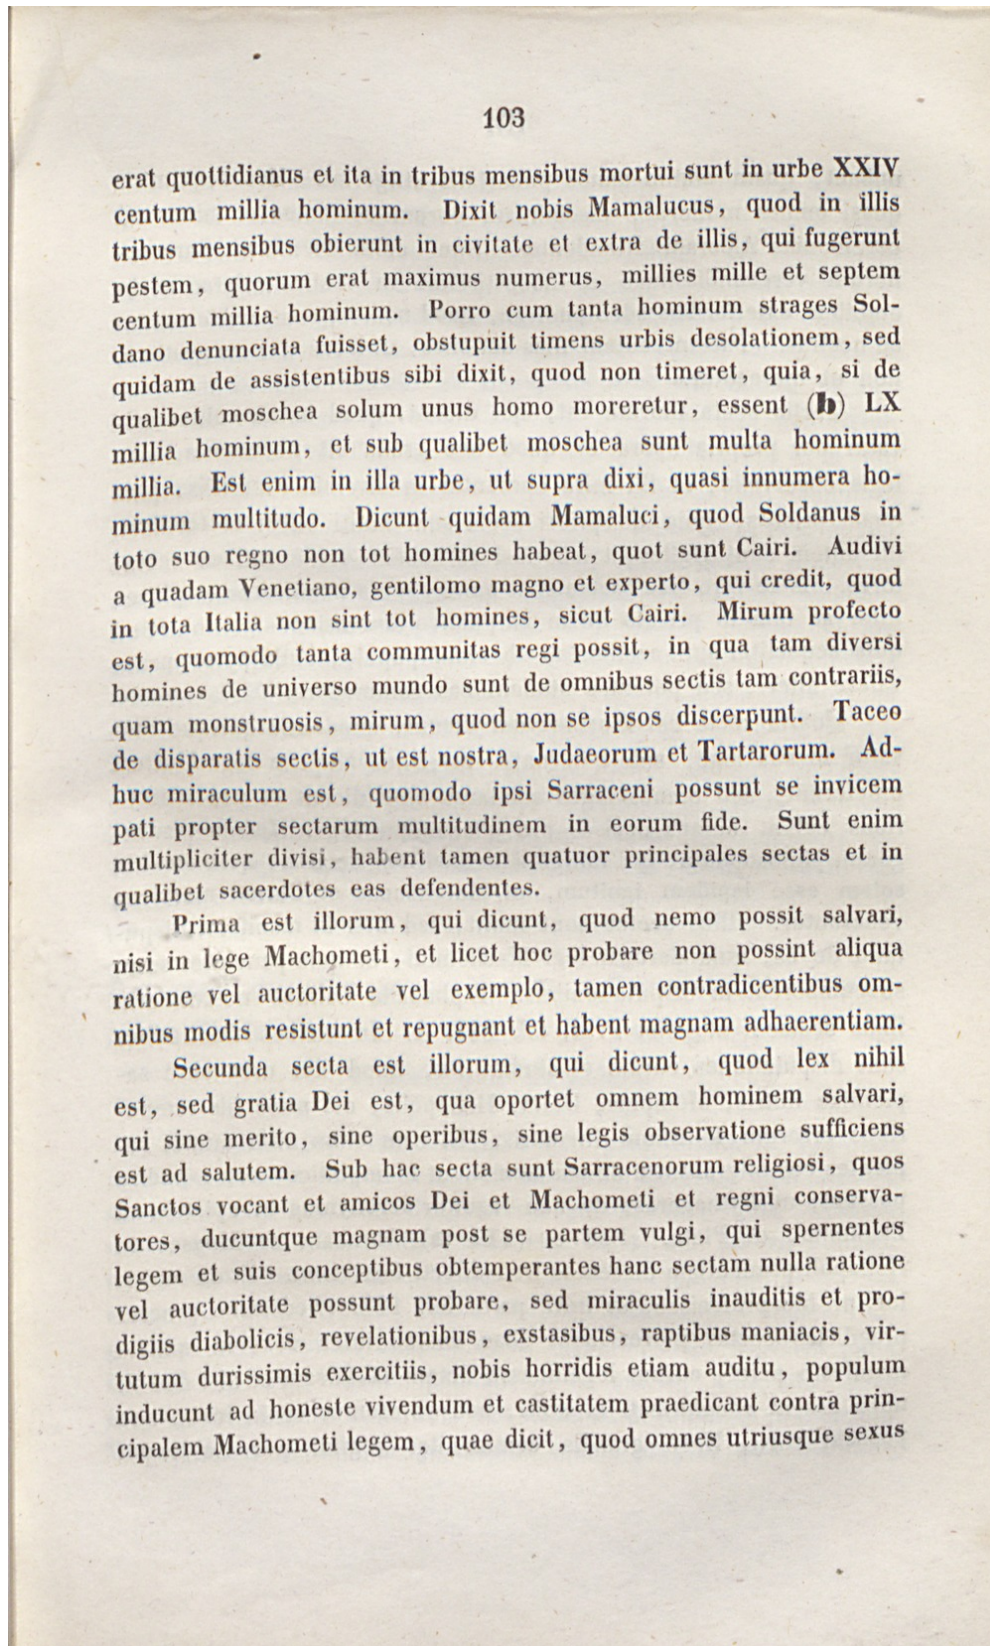 103
erat quottidianus et ita in tribus mensibus mortui sunt in urbe XXIV
centum millia hominum. Dixit nobis Mamalucus, quod in illis
tribus mensibus obierunt in civitate et extra de illis, qui fugerunt
pestem, quorum erat maximus numerus, millies mille et septem
centum millia hominum. Porro cum tanta hominum strages Sol-
dano denunciata fuisset, obstupuit timens urbis desolationem, sed
quidam de assistentibus sibi dixit, quod non timeret, quia, si de
qualibet moschea solum unus homo moreretur, essent (b) LX
millia hominum, et sub qualibet moschea sunt multa hominum
millia. Est enim in illa urbe, ut supra dixi, quasi innumera ho-
minum multitudo. Dicunt quidam Mamaluci, quod Soldanus in
toto suo regno non tot homines habeat, quot sunt Cairi. Audivi
a quadam Venetiano, gentilomo magno et experto, qui credit, quod
in tota Italia non sint tot homines, sicut Cairi. Mirum profecto
est, quomodo tanta communitas regi possit, in qua tam diversi
homines de universo mundo sunt de omnibus sectis tam contrariis,
quam monstruosis, mirum, quod non se ipsos discerpunt. Taceo
de disparatis sectis, ut est nostra, Judaeorum et Tartarorum. Ad-
huc miraculum est, quomodo ipsi Sarraceni possunt se invicem
pati propter sectarum multitudinem in eorum fide. Sunt enim
multipliciter divisi, habent tamen quatuor principales sectas et in
qualibet sacerdotes eas defendentes.
Prima est illorum, qui dicunt, quod nemo possit salvari,
nisi in lege Machometi, et licet hoc probare non possint aliqua
ratione vel auctoritate vel exemplo, tamen contradicentibus om-
nibus modis resistunt et repugnant et habent magnam adhaerentiam.
Secunda secta est illorum, qui dicunt, quod lex nihil
est, sed gratia Dei est, qua oportet omnem hominem salvari,
qui sine merito, sine operibus, sine legis observatione sufficiens
est ad salutem. Sub hac secta sunt Sarracenorum religiosi, quos
Sanctos vocant et amicos Dei et Machometi et regni conserva-
tores, ducuntque magnam post se partem vulgi, qui spernentes
legem et suis conceptibus obtemperantes hanc sectam nulla ratione
vel auctoritate possunt probare, sed miraculis inauditis et pro-
digiis diabolicis, revelationibus, exstasibus, raptibus maniacis, vir-
tutum durissimis exercitiis, nobis horridis etiam auditu, populum
inducunt ad honeste vivendum et castitatem praedicant contra prin-
cipalem Machometi legem, quae dicit, quod omnes utriusque sexus